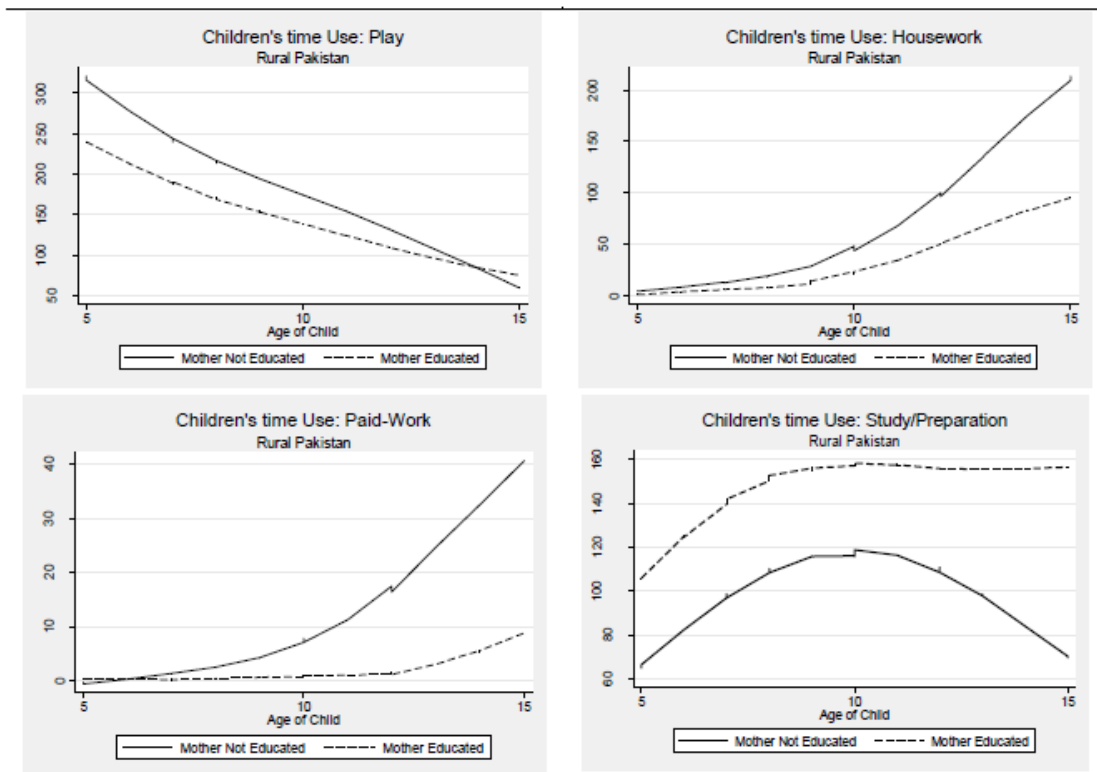 Children's time Use: Play
Rural Pakistan
300
250
200
150
100
50
5
10
15
Age of Child
Mother Not Educated
Mother Educated
Children's time Use: Housework
Rural Pakistan
200
150
100
50
0
5
10
15
Age of Child
Mother Not Educated
Mother Educated
Children's time Use: Paid-Work
Rural Pakistan
40
30
20
10
0
5
10
15
Age of Child
Mother Not Educated
Mother Educated
Children's time Use: Study/Preparation
Rural Pakistan
160
140
120
100
80
60
5
10
15
Age of Child
Mother Not Educated
Mother Educated